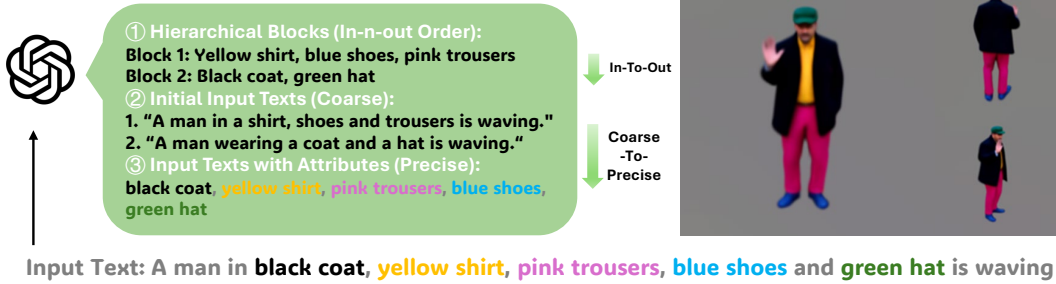 ① Hierarchical Blocks (In-n-out Order):
Block 1: Yellow shirt, blue shoes, pink trousers
Block 2: Black coat, green hat
② Initial Input Texts (Coarse):
1. “A man in a shirt, shoes and trousers is waving."
2. “A man wearing a coat and a hat is waving.“
③ Input Texts with Attributes (Precise):
black coat, yellow shirt, pink trousers, blue shoes,
green hat
In-To-Out
Coarse
-To-
Precise
Input Text: A man in black coat, yellow shirt, pink trousers, blue shoes and green hat is waving